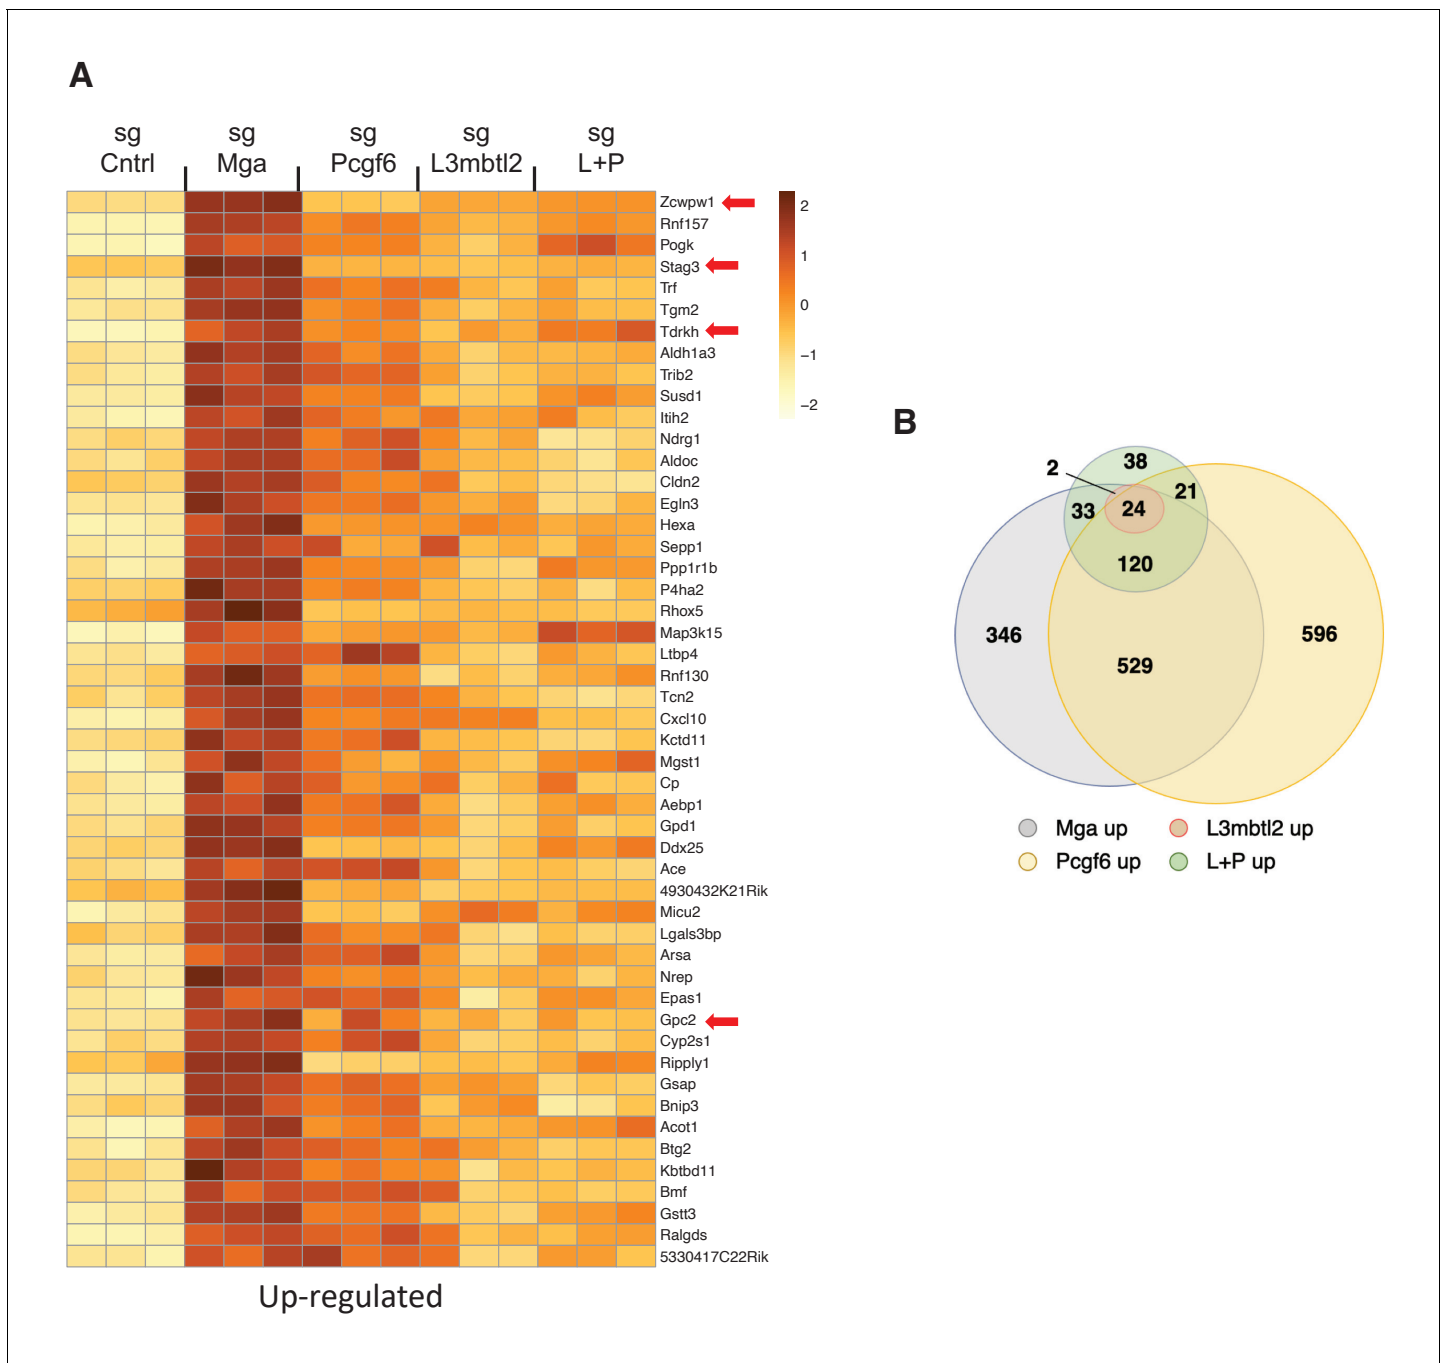 A
sg
Cntrl
sg
Mga
sg
Pcgf6
sg
L3mbtl2
sg
L+P
Zcwpw1
Rnf157
Pogk
Stag3
Trf
Tgm2
Tdrkh
Aldh1a3
Trib2
Susd1
Itih2
Ndrg1
Aldoc
Cldn2
Egln3
Hexa
Sepp1
Ppp1r1b
P4ha2
Rhox5
Map3k15
Ltbp4
Rnf130
Tcn2
Cxcl10
Kctd11
Mgst1
Cp
Aebp1
Gpd1
Ddx25
Ace
4930432K21Rik
Micu2
Lgals3bp
Arsa
Nrep
Epas1
Gpc2
Cyp2s1
Ripply1
Gsap
Bnip3
Acot1
Btg2
Kbtbd11
Bmf
Gstt3
Ralgds
5330417C22Rik
2
1
0
−1
−2
Up-regulated
B
2
38
21
33
24
120
346
529
596
Mga up
L3mbtl2 up
Pcgf6 up
L+P up